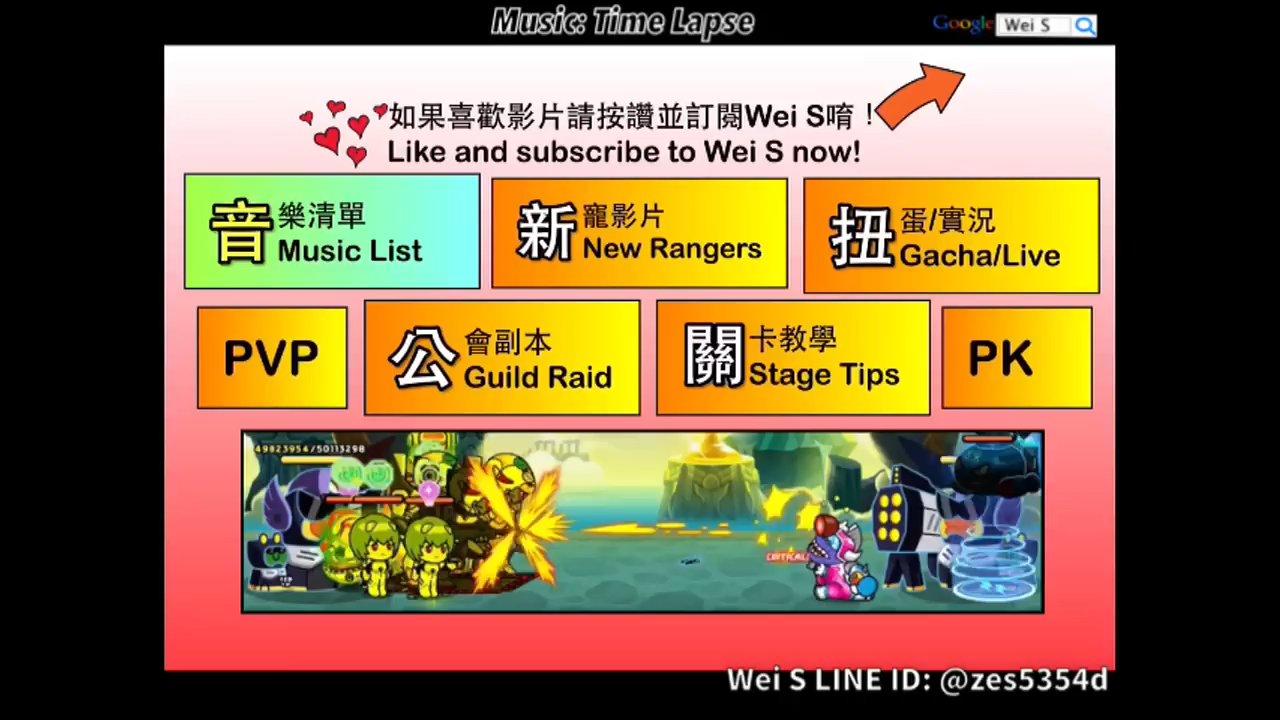 Music: Time Lapse
Google Wei S
如果喜歡影片請按讚並訂閱Wei S唷！
Like and subscribe to Wei S now!
音樂清單
Music List
新寵影片
New Rangers
扭蛋/實況
Gacha/Live
PVP
公會副本
Guild Raid
關卡教學
Stage Tips
PK
49823954/50113298
CRITICAL
Wei S LINE ID: @zes5354d